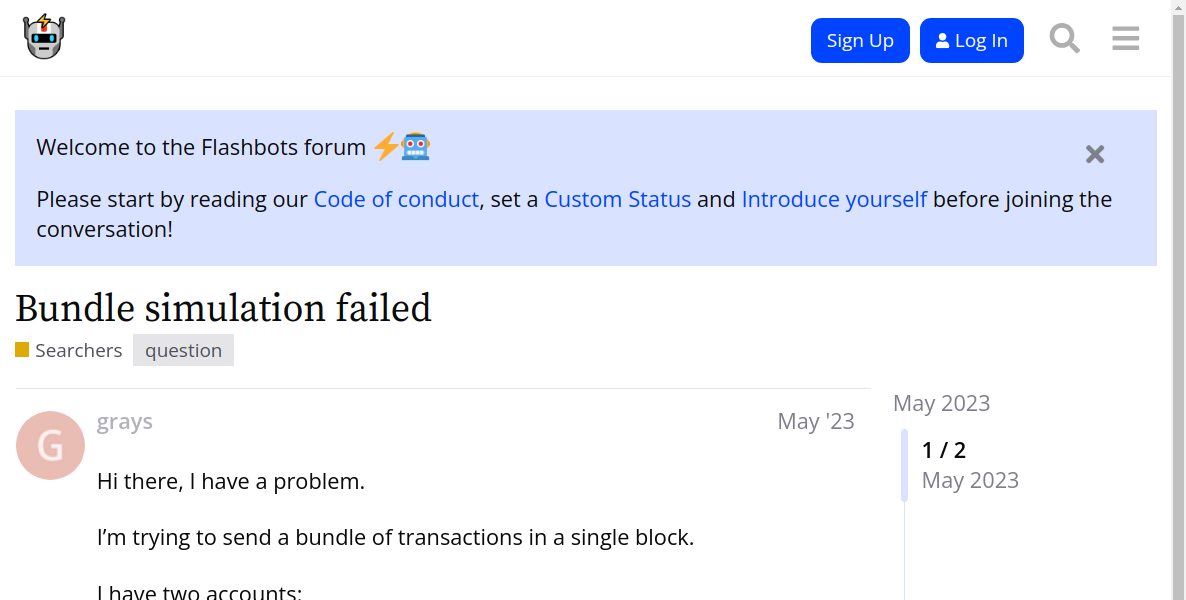 Sign Up
Log In
Welcome to the Flashbots forum
Please start by reading our Code of conduct, set a Custom Status and Introduce yourself before joining the
conversation!
Bundle simulation failed
Searchers question
grays
May '23
May 2023
G
1 / 2
May 2023
Hi there, I have a problem.
I’m trying to send a bundle of transactions in a single block.
I have two accounts: